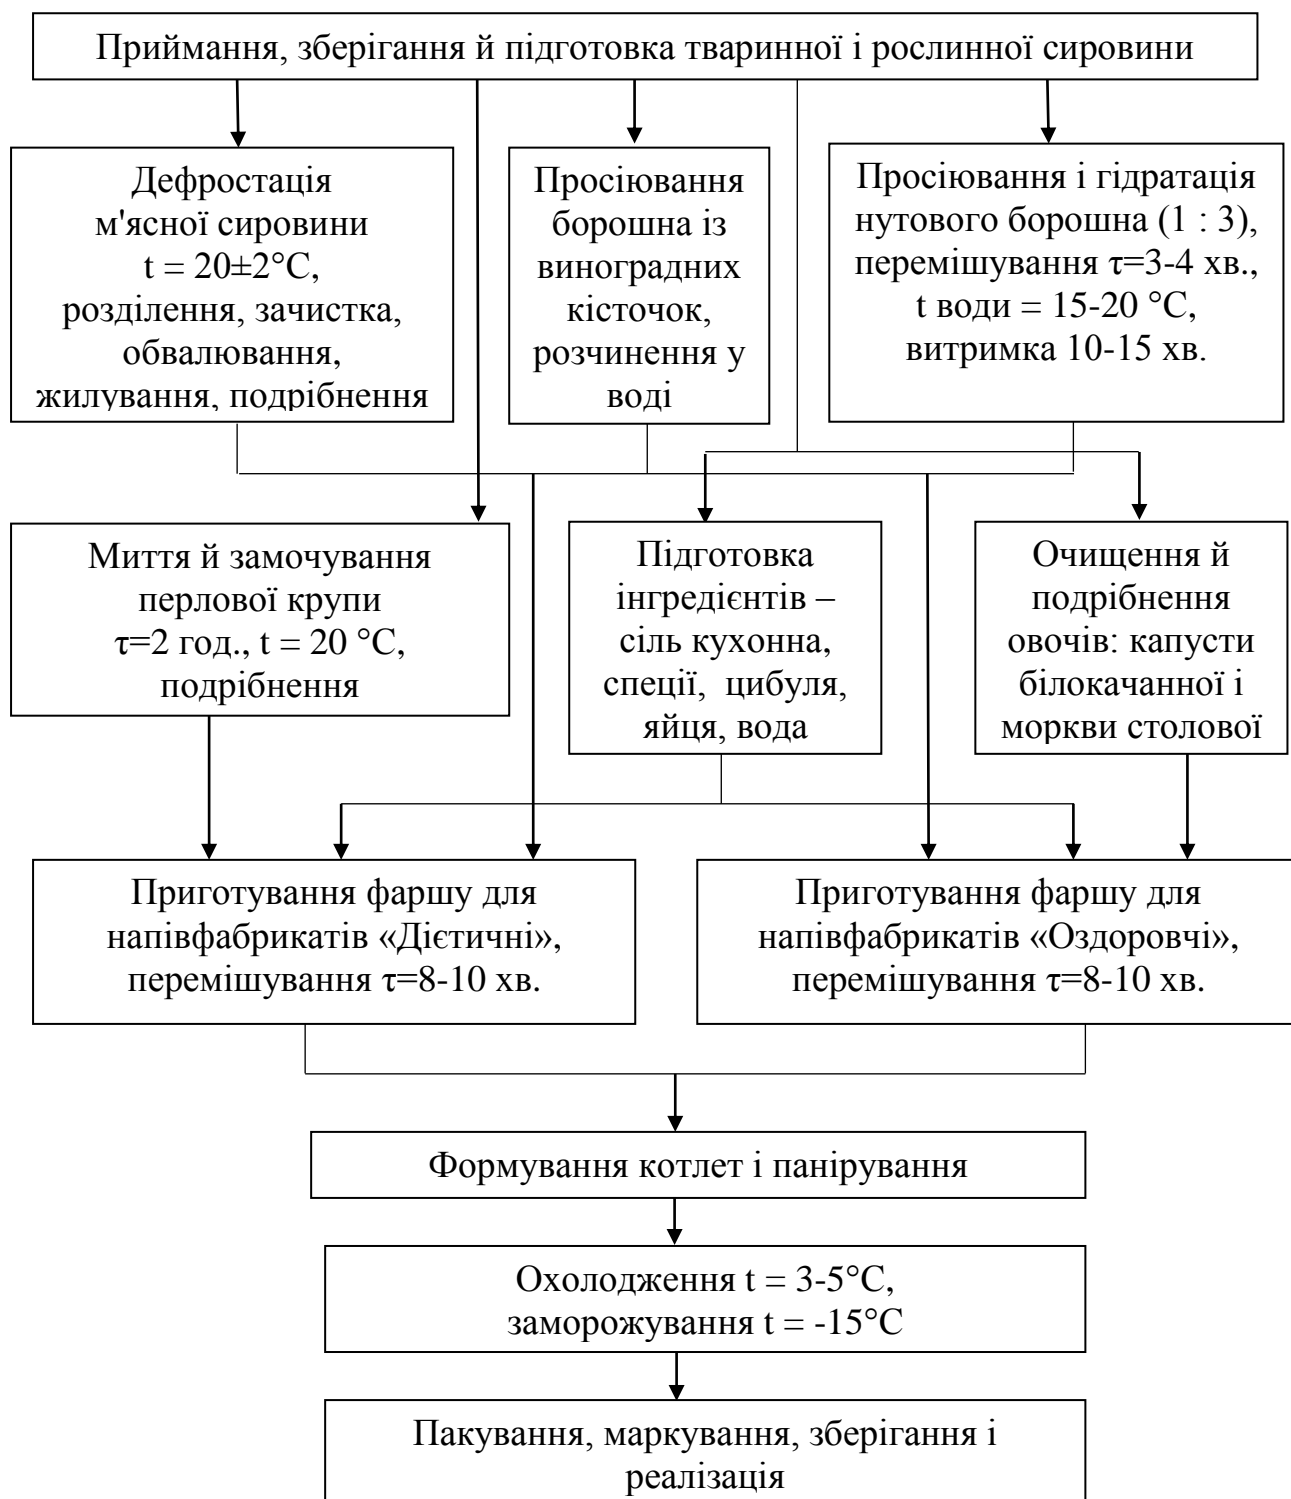 Приймання, зберігання й підготовка тваринної і рослинної сировини
Дефростація
м'ясної сировини
t = 20±2°С,
розділення, зачистка,
обвалювання,
жилування, подрібнення
Просіювання
борошна із
виноградних
кісточок,
розчинення у
воді
Просіювання і гідратація
нутового борошна (1 : 3),
перемішування τ=3-4 хв.,
t води = 15-20 °С,
витримка 10-15 хв.
Миття й замочування
перлової крупи
τ=2 год., t = 20 °С,
подрібнення
Підготовка
інгредієнтів –
сіль кухонна,
спеції, цибуля,
яйця, вода
Очищення й
подрібнення
овочів: капусти
білокачанної і
моркви столової
Приготування фаршу для
напівфабрикатів «Дієтичні»,
перемішування τ=8-10 хв.
Приготування фаршу для
напівфабрикатів «Оздоровчі»,
перемішування τ=8-10 хв.
Формування котлет і панірування
Охолодження t = 3-5°С,
заморожування t = -15°С
Пакування, маркування, зберігання і
реалізація